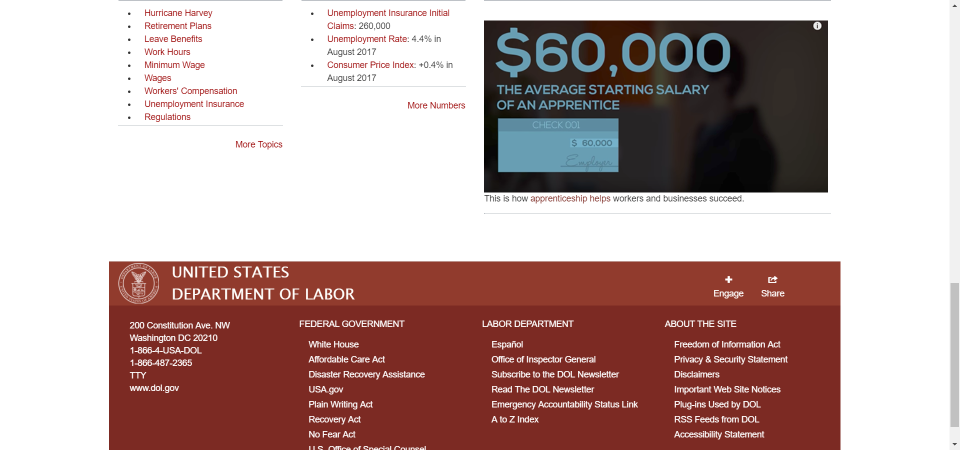 Hurricane Harvey
Retirement Plans
Leave Benefits
Work Hours
Minimum Wage
Wages
Workers' Compensation
Unemployment Insurance
Regulations
More Topics
Unemployment Insurance Initial
Claims: 260,000
Unemployment Rate: 4.4% in
August 2017
Consumer Price Index: +0.4% in
August 2017
More Numbers
$60,000
THE AVERAGE STARTING SALARY
OF AN APPRENTICE
CHECK 001
$ 60,000
Employer
This is how apprenticeship helps workers and businesses succeed.
UNITED STATES
DEPARTMENT OF LABOR
Engage
Share
200 Constitution Ave. NW
Washington DC 20210
1-866-4-USA-DOL
1-866-487-2365
TTY
www.dol.gov
FEDERAL GOVERNMENT
White House
Affordable Care Act
Disaster Recovery Assistance
USA.gov
Plain Writing Act
Recovery Act
No Fear Act
U.S. Office of Special Counsel
LABOR DEPARTMENT
Español
Office of Inspector General
Subscribe to the DOL Newsletter
Read The DOL Newsletter
Emergency Accountability Status Link
A to Z Index
ABOUT THE SITE
Freedom of Information Act
Privacy & Security Statement
Disclaimers
Important Web Site Notices
Plug-ins Used by DOL
RSS Feeds from DOL
Accessibility Statement